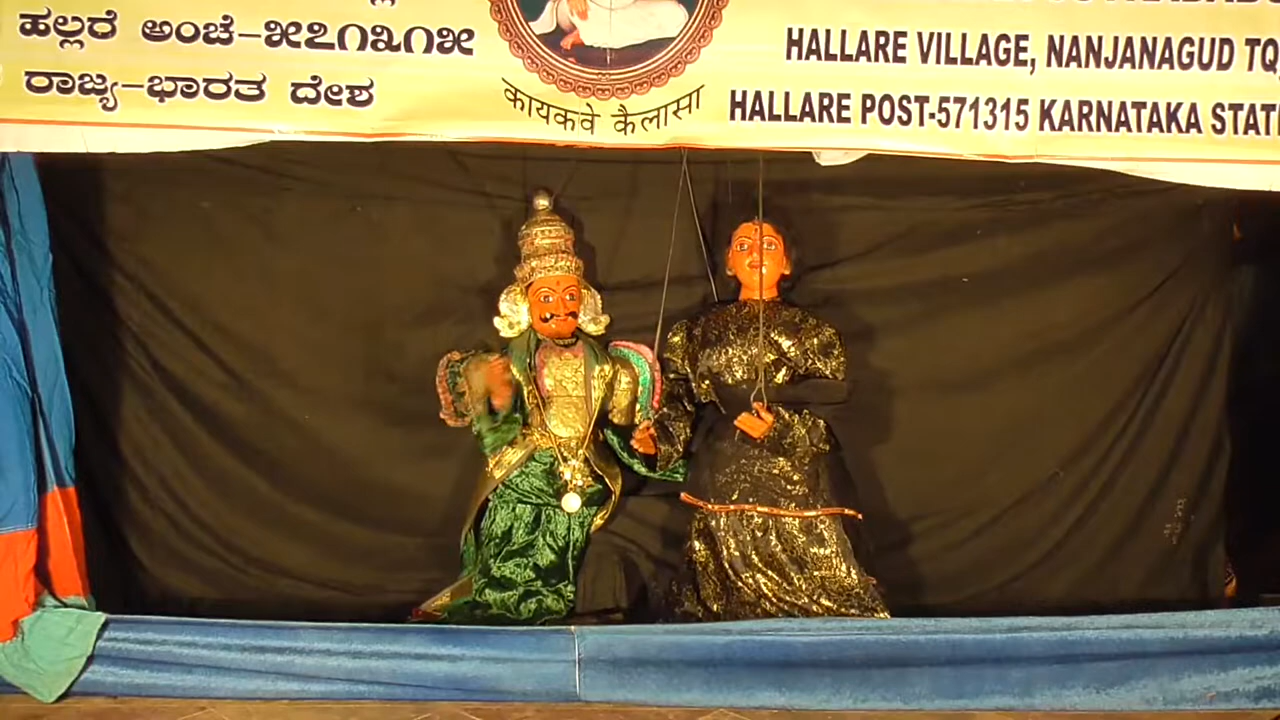 ಹಲ್ಲರೆ ಅಂಚೆ-೫೭೧೩೧೫
ರಾಜ್ಯ-ಭಾರತ ದೇಶ
कायकवे कैलासा
HALLARE VILLAGE, NANJANAGUD TQ
HALLARE POST-571315 KARNATAKA STAT